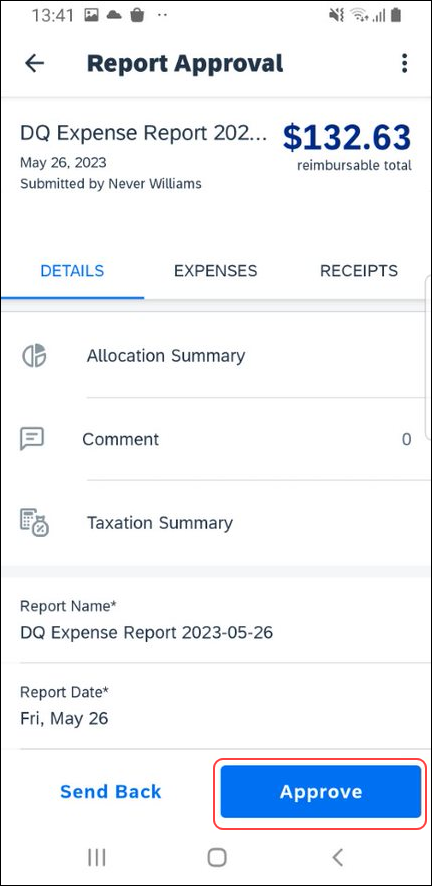 13:41
Report Approval
DQ Expense Report 202... $132.63
May 26, 2023 reimbursable total
Submitted by Never Williams
DETAILS EXPENSES RECEIPTS
Allocation Summary
Comment 0
Taxation Summary
Report Name*
DQ Expense Report 2023-05-26
Report Date*
Fri, May 26
Send Back Approve